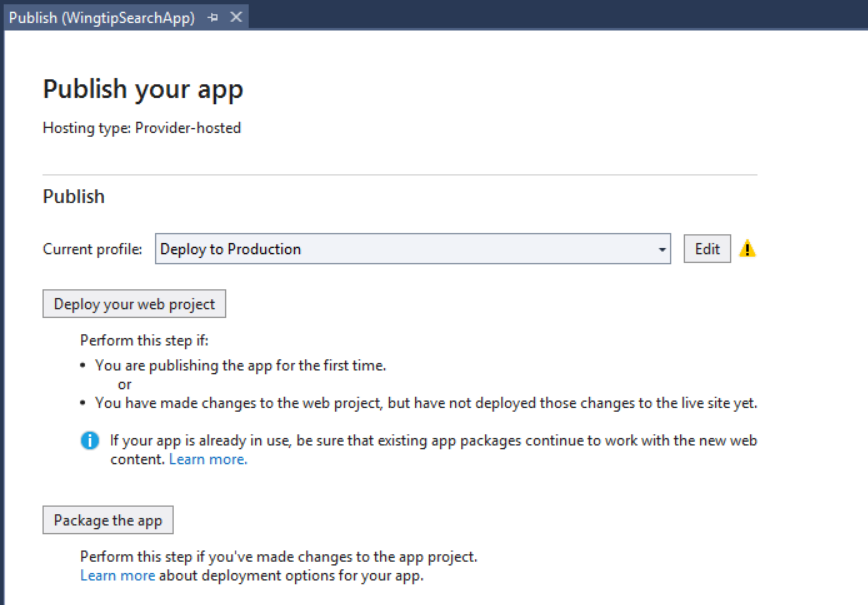 Publish (WingtipSearchApp)
Publish your app
Hosting type: Provider-hosted
Publish
Current profile: Deploy to Production Edit
Deploy your web project
Perform this step if:
• You are publishing the app for the first time.
or
• You have made changes to the web project, but have not deployed those changes to the live site yet.
If your app is already in use, be sure that existing app packages continue to work with the new web
content. Learn more.
Package the app
Perform this step if you've made changes to the app project.
Learn more about deployment options for your app.